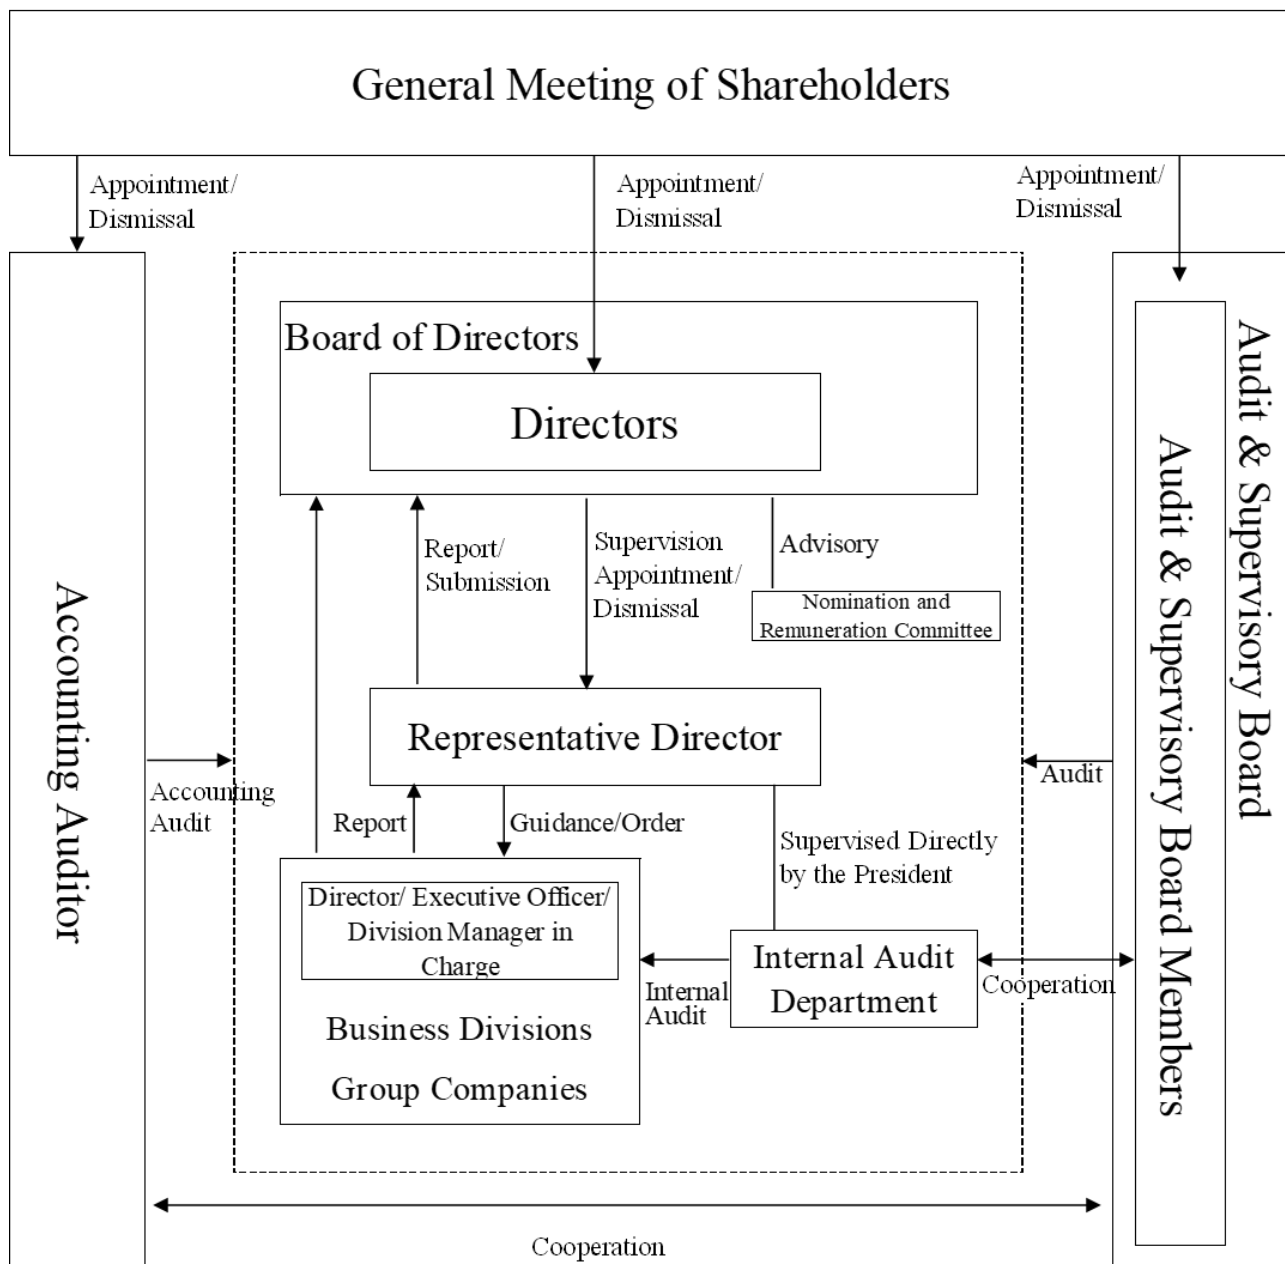 General Meeting of Shareholders
Appointment/
Dismissal
Appointment/
Dismissal
Appointment/
Dismissal
Board of Directors
Directors
Report/
Submission
Supervision
Appointment/
Dismissal
Advisory
Nomination and
Remuneration Committee
Representative Director
Accounting Auditor
Accounting
Audit
Audit
Audit & Supervisory Board
Audit & Supervisory Board Members
Report
Guidance/Order
Supervised Directly
by the President
Director/ Executive Officer/
Division Manager in
Charge
Business Divisions
Group Companies
Internal
Audit
Internal Audit
Department
Cooperation
Cooperation